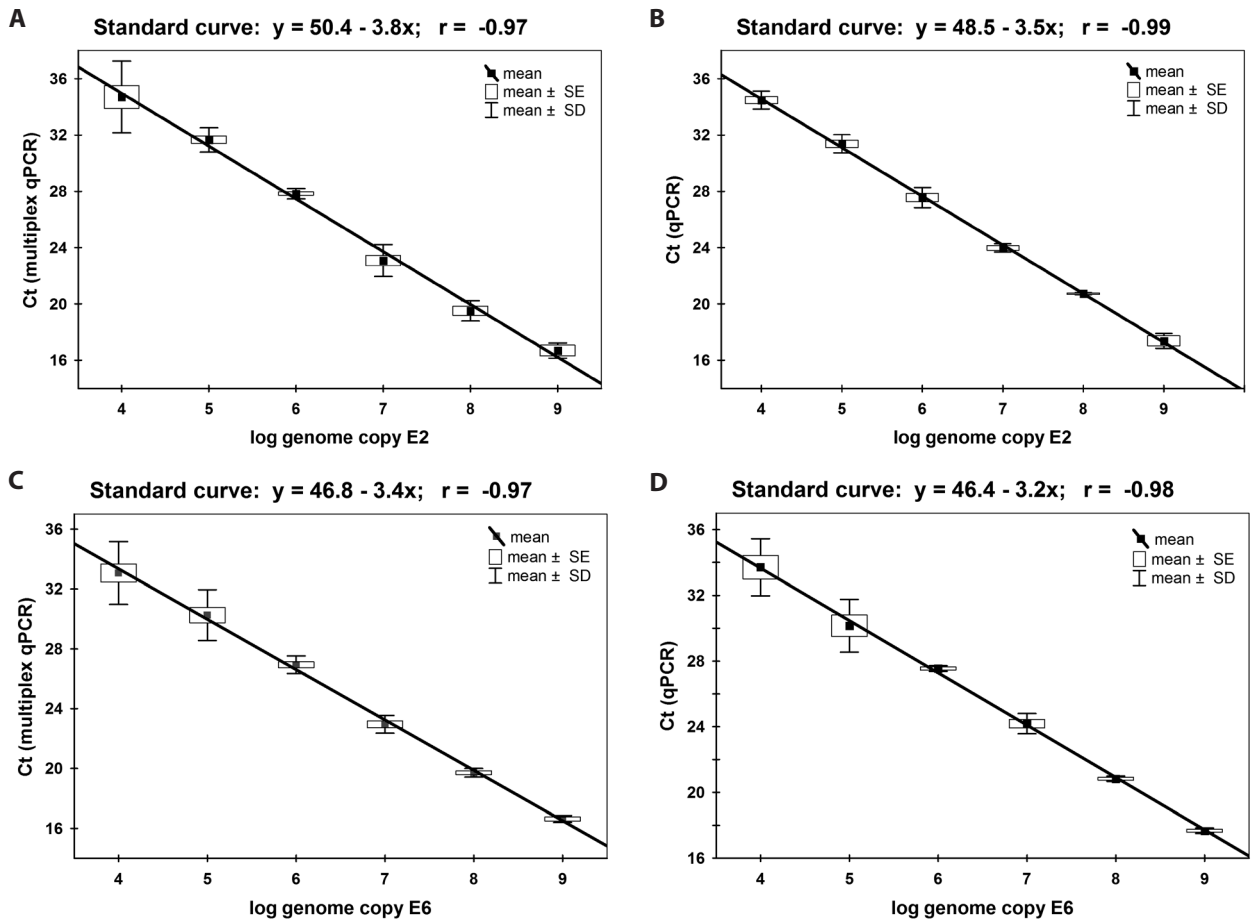 A
Standard curve: y = 50.4 - 3.8x; r = -0.97
Ct (multiplex qPCR)
36
32
28
24
20
16
mean
mean ± SE
mean ± SD
4 5 6 7 8 9
log genome copy E2
B
Standard curve: y = 48.5 - 3.5x; r = -0.99
Ct (qPCR)
36
32
28
24
20
16
mean
mean ± SE
mean ± SD
4 5 6 7 8 9
log genome copy E2
C
Standard curve: y = 46.8 - 3.4x; r = -0.97
Ct (multiplex qPCR)
36
32
28
24
20
16
mean
mean ± SE
mean ± SD
4 5 6 7 8 9
log genome copy E6
D
Standard curve: y = 46.4 - 3.2x; r = -0.98
Ct (qPCR)
36
32
28
24
20
16
mean
mean ± SE
mean ± SD
4 5 6 7 8 9
log genome copy E6